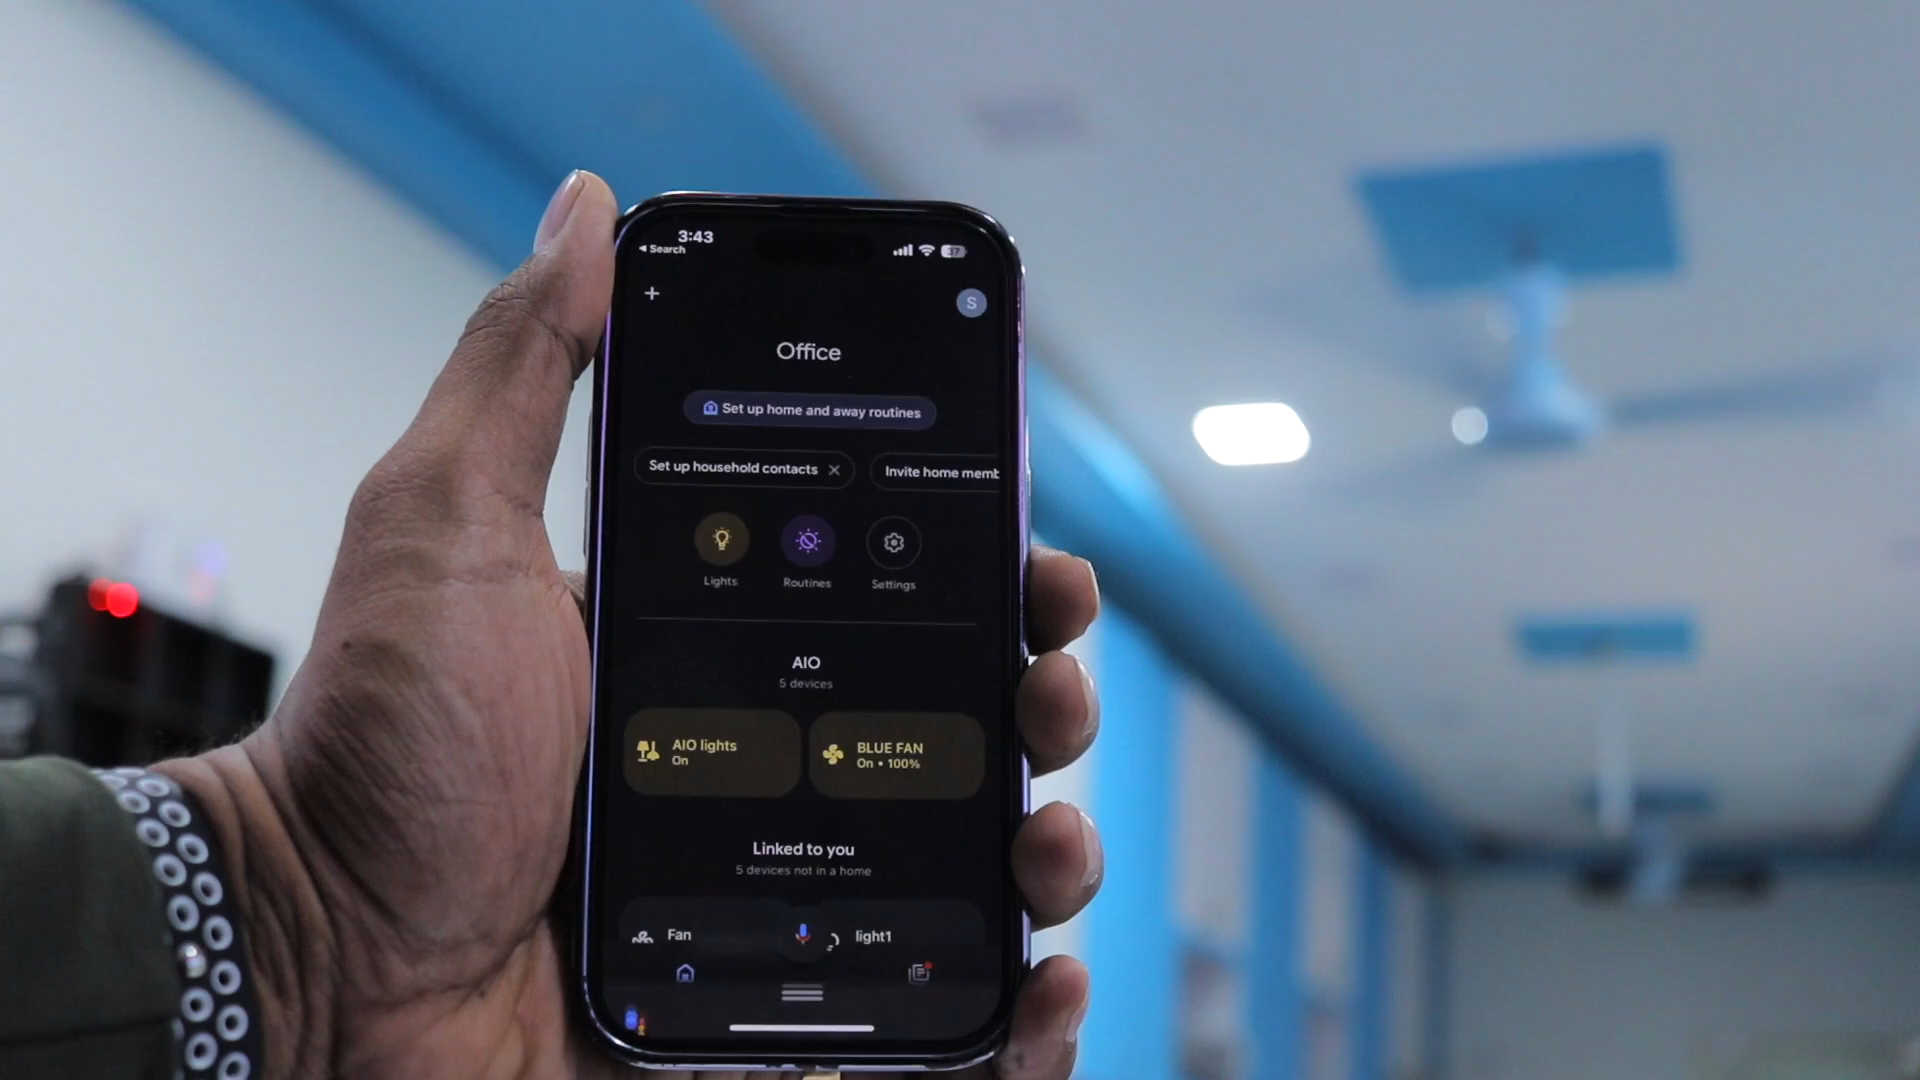 3:43
Search
37
S
Office
Set up home and away routines
Set up household contacts
Invite home memb
Lights
Routines
Settings
AIO
5 devices
AIO lights
On
BLUE FAN
On • 100%
Linked to you
5 devices not in a home
Fan
light1